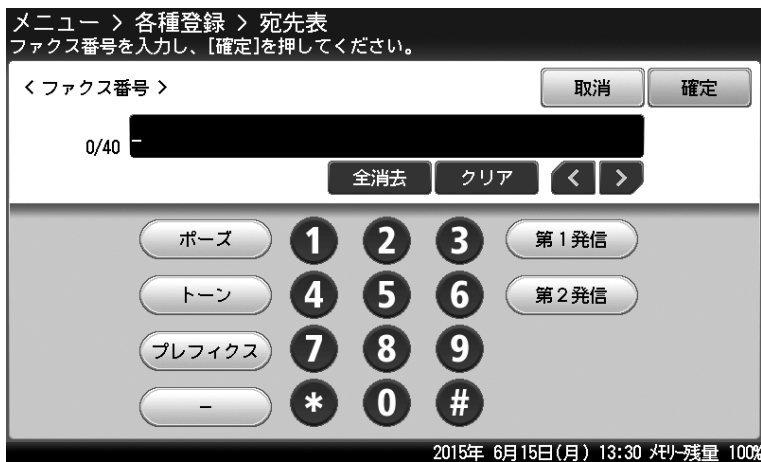 メニュー > 各種登録 > 宛先表
ファクス番号を入力し、[確定]を押してください。
<ファクス番号>
取消
確定
0/40
_
全消去
クリア
<
>
ポーズ
1
2
3
第1発信
トーン
4
5
6
第2発信
プレフィクス
7
8
9
-
*
0
#
2015年 6月15日(月) 13:30 メモリー残量 100%